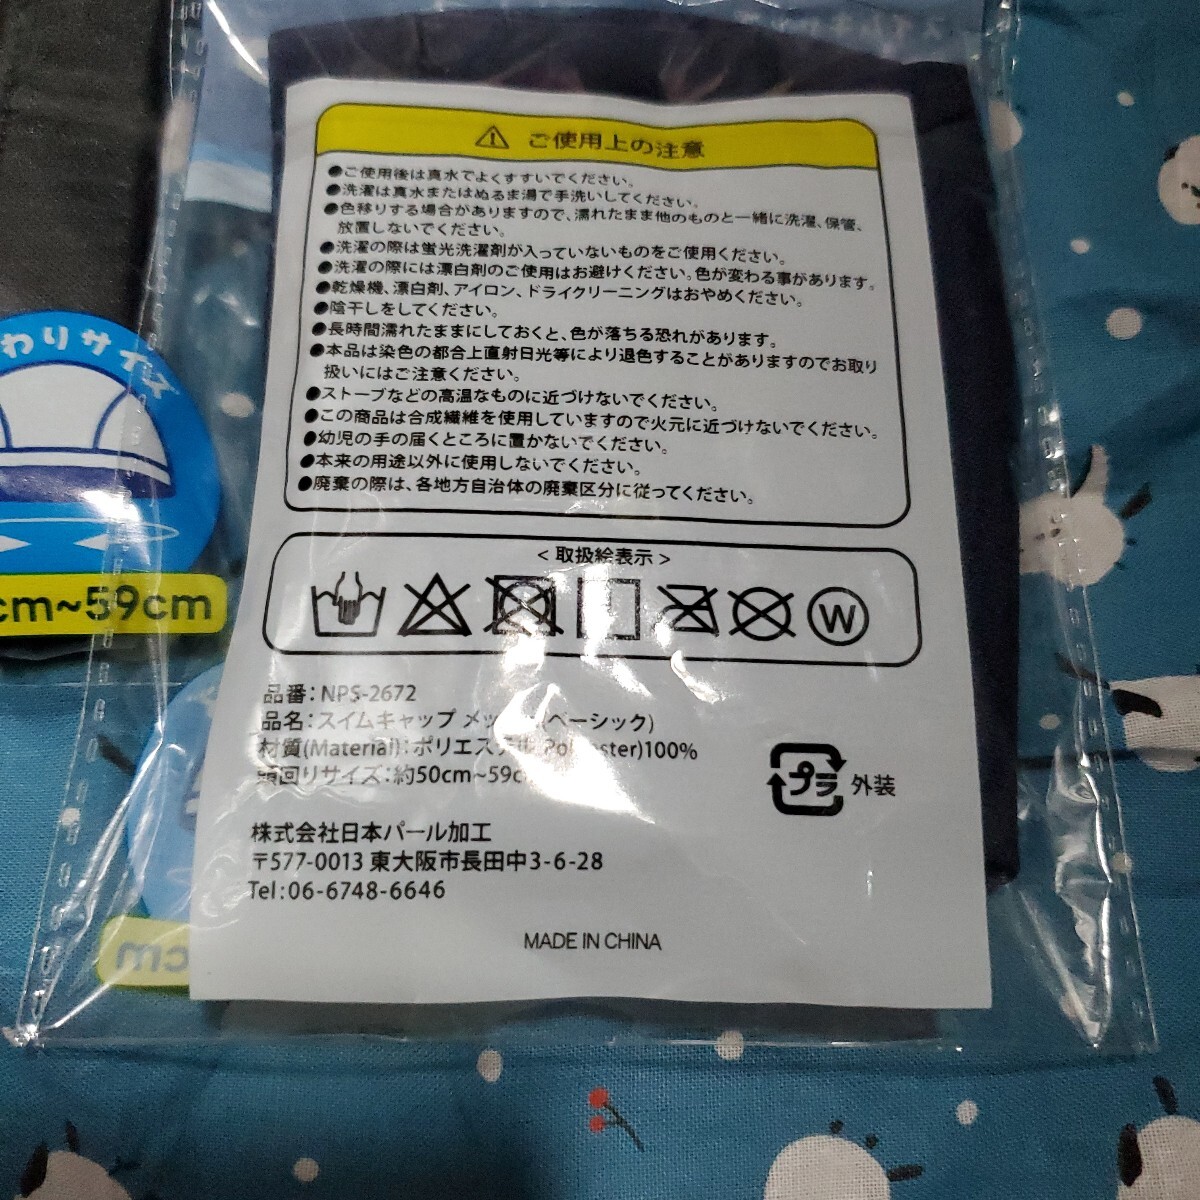 ⚠ ご使用上の注意
●ご使用後は真水でよくすすいでください。
●洗濯は真水またはぬるま湯で手洗いしてください。
●色移りする場合がありますので、濡れたまま他のものと一緒に洗濯、保管、
放置しないでください。
●洗濯の際は蛍光洗濯剤が入っていないものをご使用ください。
●洗濯の際には漂白剤のご使用はお避けください。色が変わる事があります。
●乾燥機、漂白剤、アイロン、ドライクリーニングはおやめください。
●陰干しをしてください。
●長時間濡れたままにしておくと、色が落ちる恐れがあります。
●本品は染色の都合上直射日光等により退色することがありますのでお取り
扱いにはご注意ください。
●ストーブなどの高温なものに近づけないでください。
●この商品は合成繊維を使用していますので火元に近づけないでください。
●幼児の手の届くところに置かないでください。
●本来の用途以外に使用しないでください。
●廃棄の際は、各地方自治体の廃棄区分に従ってください。
<取扱絵表示>
W
品番:NPS-2672
品名:スイムキャップ メッ (ベーシック)
材質(Material):ポリエステル 100%
頭回りサイズ:約50cm~59c
プラ 外装
株式会社日本パール加工
〒577-0013 東大阪市長田中3-6-28
Tel:06-6748-6646
MADE IN CHINA
わりサイズ
cm~59cm
cm